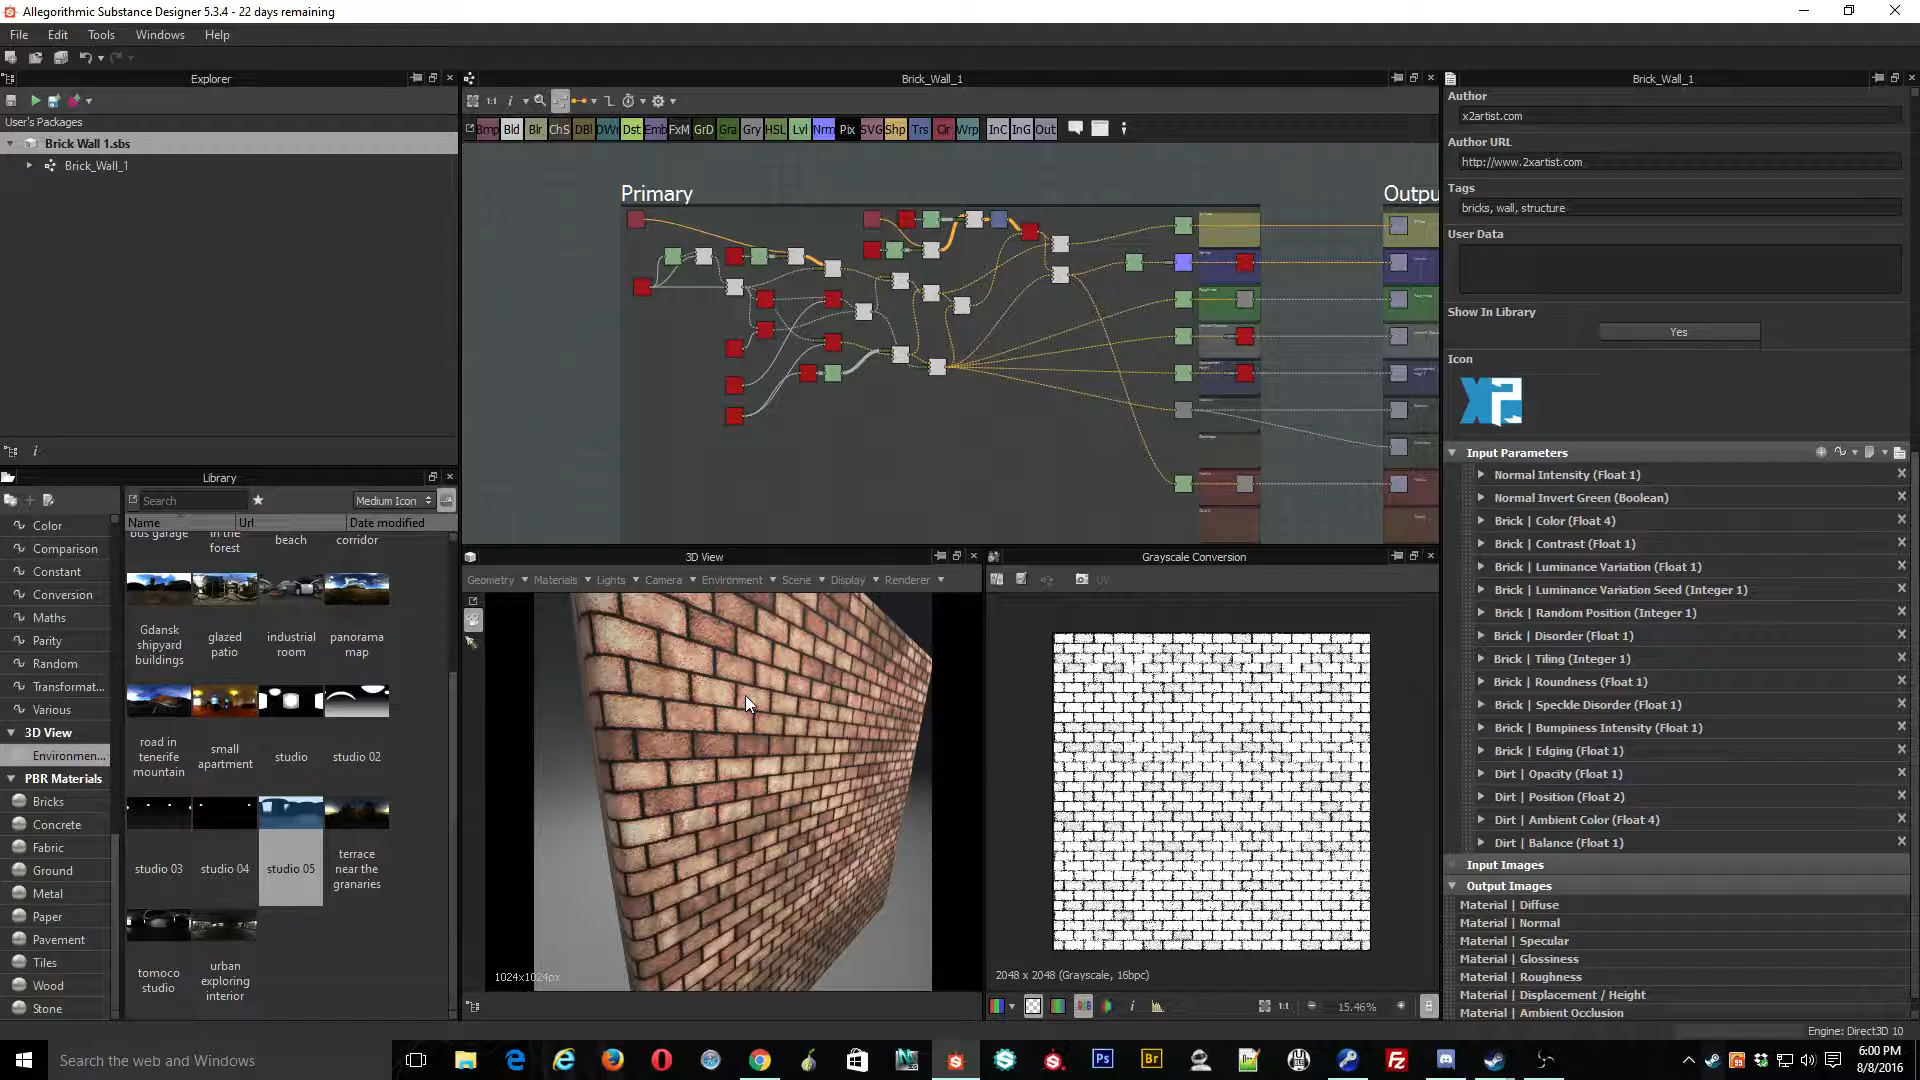 Allegorithmic Substance Designer 5.3.4 - 22 days remaining
File Edit Tools Windows Help
Explorer
User's Packages
Brick Wall 1.sbs
Brick_Wall_1
Library
Search
Medium Icon
Name Url Date modified
Color
Comparison
Constant
Conversion
Maths
Parity
Random
Transformat...
Various
3D View
Environmen...
PBR Materials
Bricks
Concrete
Fabric
Ground
Metal
Paper
Pavement
Tiles
Wood
Stone
bus garage
in the forest
beach
corridor
Gdansk shipyard buildings
glazed patio
industrial room
panorama map
road in tenerife mountain
small apartment
studio
studio 02
studio 03
studio 04
studio 05
terrace near the granaries
tomoco studio
urban exploring interior
Brick_Wall_1
1:1
Bmp Bld Blr ChS DBl DWr Dst Emb FxM GrD Gra Gry HSL Lvl Nrm Pix SVG Shp Trs Clr Wrp InC InG Out
Primary
Outpu
3D View
Geometry Materials Lights Camera Environment Scene Display Renderer
1024x1024px
Grayscale Conversion
UV
2048 x 2048 (Grayscale, 16bpc)
1:1
15.46%
Brick_Wall_1
Author
x2artist.com
Author URL
http://www.2xartist.com
Tags
bricks, wall, structure
User Data
Show In Library
Yes
Icon
X2
Input Parameters
Normal Intensity (Float 1)
Normal Invert Green (Boolean)
Brick | Color (Float 4)
Brick | Contrast (Float 1)
Brick | Luminance Variation (Float 1)
Brick | Luminance Variation Seed (Integer 1)
Brick | Random Position (Integer 1)
Brick | Disorder (Float 1)
Brick | Tiling (Integer 1)
Brick | Roundness (Float 1)
Brick | Speckle Disorder (Float 1)
Brick | Bumpiness Intensity (Float 1)
Brick | Edging (Float 1)
Dirt | Opacity (Float 1)
Dirt | Position (Float 2)
Dirt | Ambient Color (Float 4)
Dirt | Balance (Float 1)
Input Images
Output Images
Material | Diffuse
Material | Normal
Material | Specular
Material | Glossiness
Material | Roughness
Material | Displacement / Height
Material | Ambient Occlusion
Engine: Direct3D 10
Search the web and Windows
Ps
Br
Fz
6:00 PM
8/8/2016